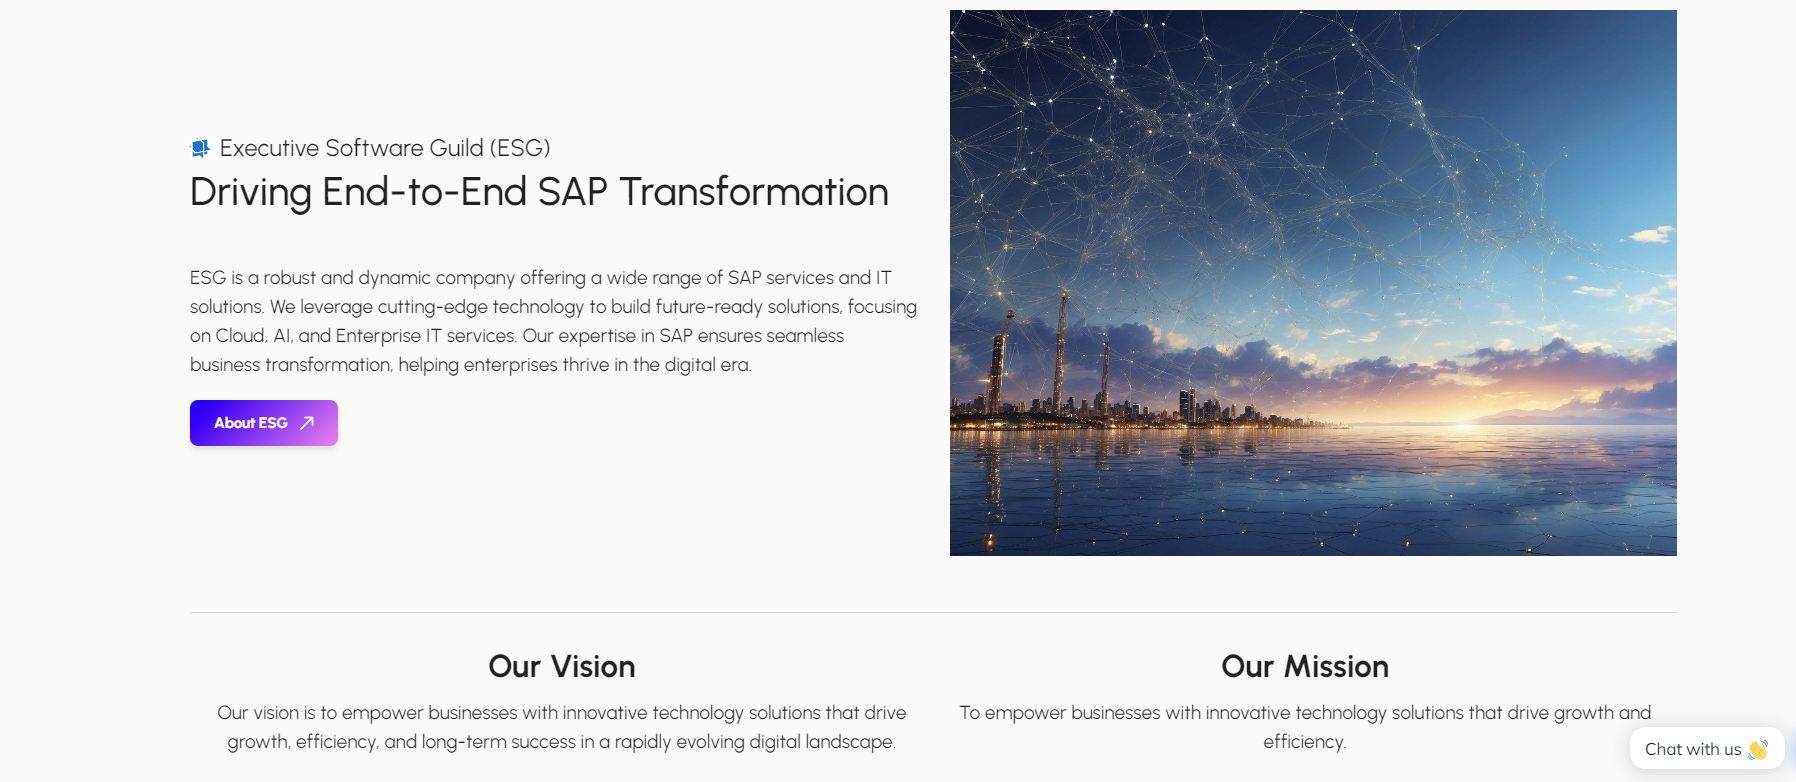 Executive Software Guild (ESG)
Driving End-to-End SAP Transformation
ESG is a robust and dynamic company offering a wide range of SAP services and IT
solutions. We leverage cutting-edge technology to build future-ready solutions, focusing
on Cloud, AI, and Enterprise IT services. Our expertise in SAP ensures seamless
business transformation, helping enterprises thrive in the digital era.
About ESG
Our Vision
Our vision is to empower businesses with innovative technology solutions that drive
growth, efficiency, and long-term success in a rapidly evolving digital landscape.
Our Mission
To empower businesses with innovative technology solutions that drive growth and
efficiency.
Chat with us 👋